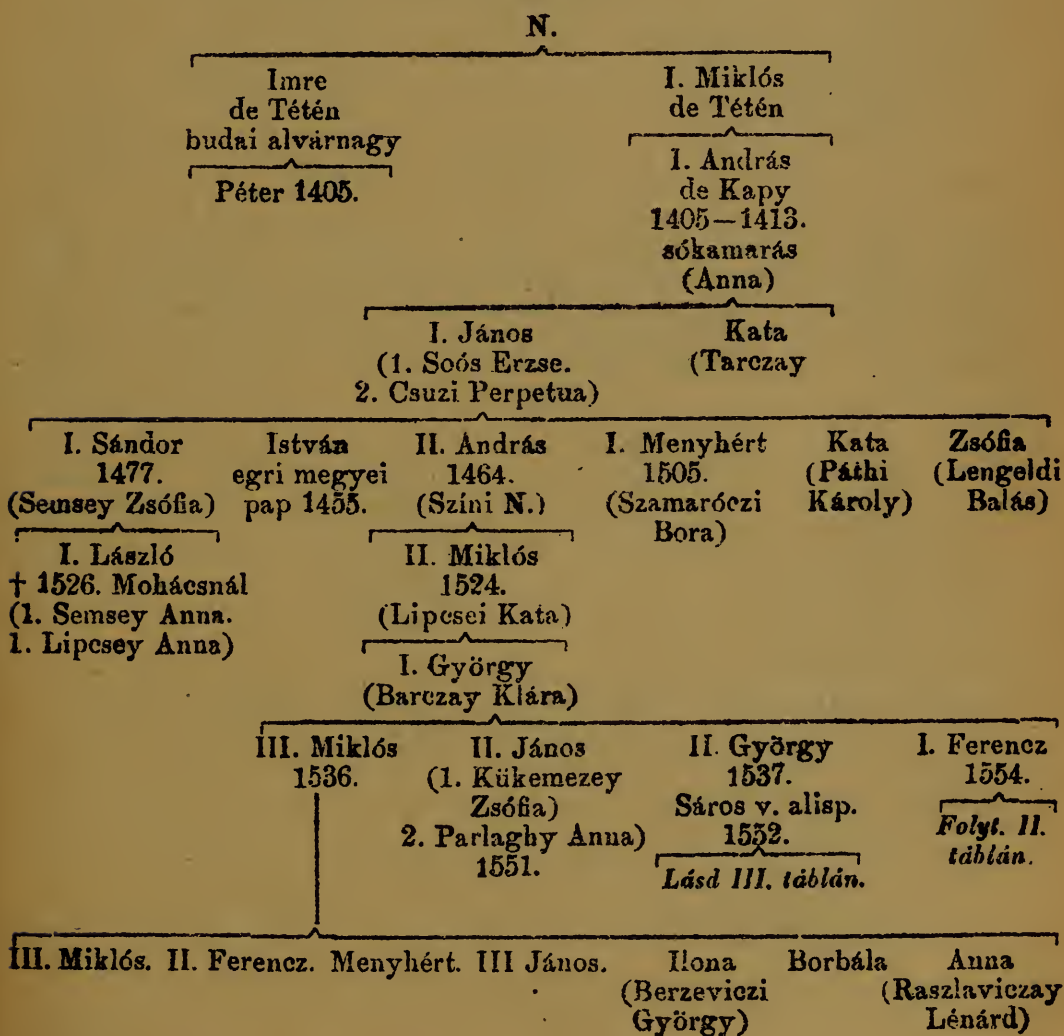 N.
Imre I. Miklós
de Tétén de Tétén
budai alvárnagy
Péter 1405. I. András
de Kapy
1405—1413.
sókamarás
(Anna)
I. János Kata
(1. Soós Erzse. (Tarczay
2. Csuzi Perpetua)
I. Sándor István II. András I. Menyhért Kata Zsófia
1477. egri megyei 1464. 1505. (Páthi (Lengeldi
(Semsey Zsófia) pap 1455. (Színi N.) (Szamaróczi Károly) Balás)
Bora)
I. László II. Miklós
† 1526. Mohácsnál 1524.
(1. Semsey Anna. (Lipcsei Kata)
1. Lipcsey Anna)
I. György
(Barczay Klára)
III. Miklós II. János II. György I. Ferencz
1536. (1. Kükemezey 1537. 1554.
Zsófia) Sáros v. alisp. Folyt. II.
2. Parlaghy Anna) 1552. táblán.
1551. Lásd III. táblán.
III. Miklós. II. Ferencz. Menyhért. III János. Ilona Borbála Anna
(Berzeviczi (Raszlaviczay
György) Lénárd)